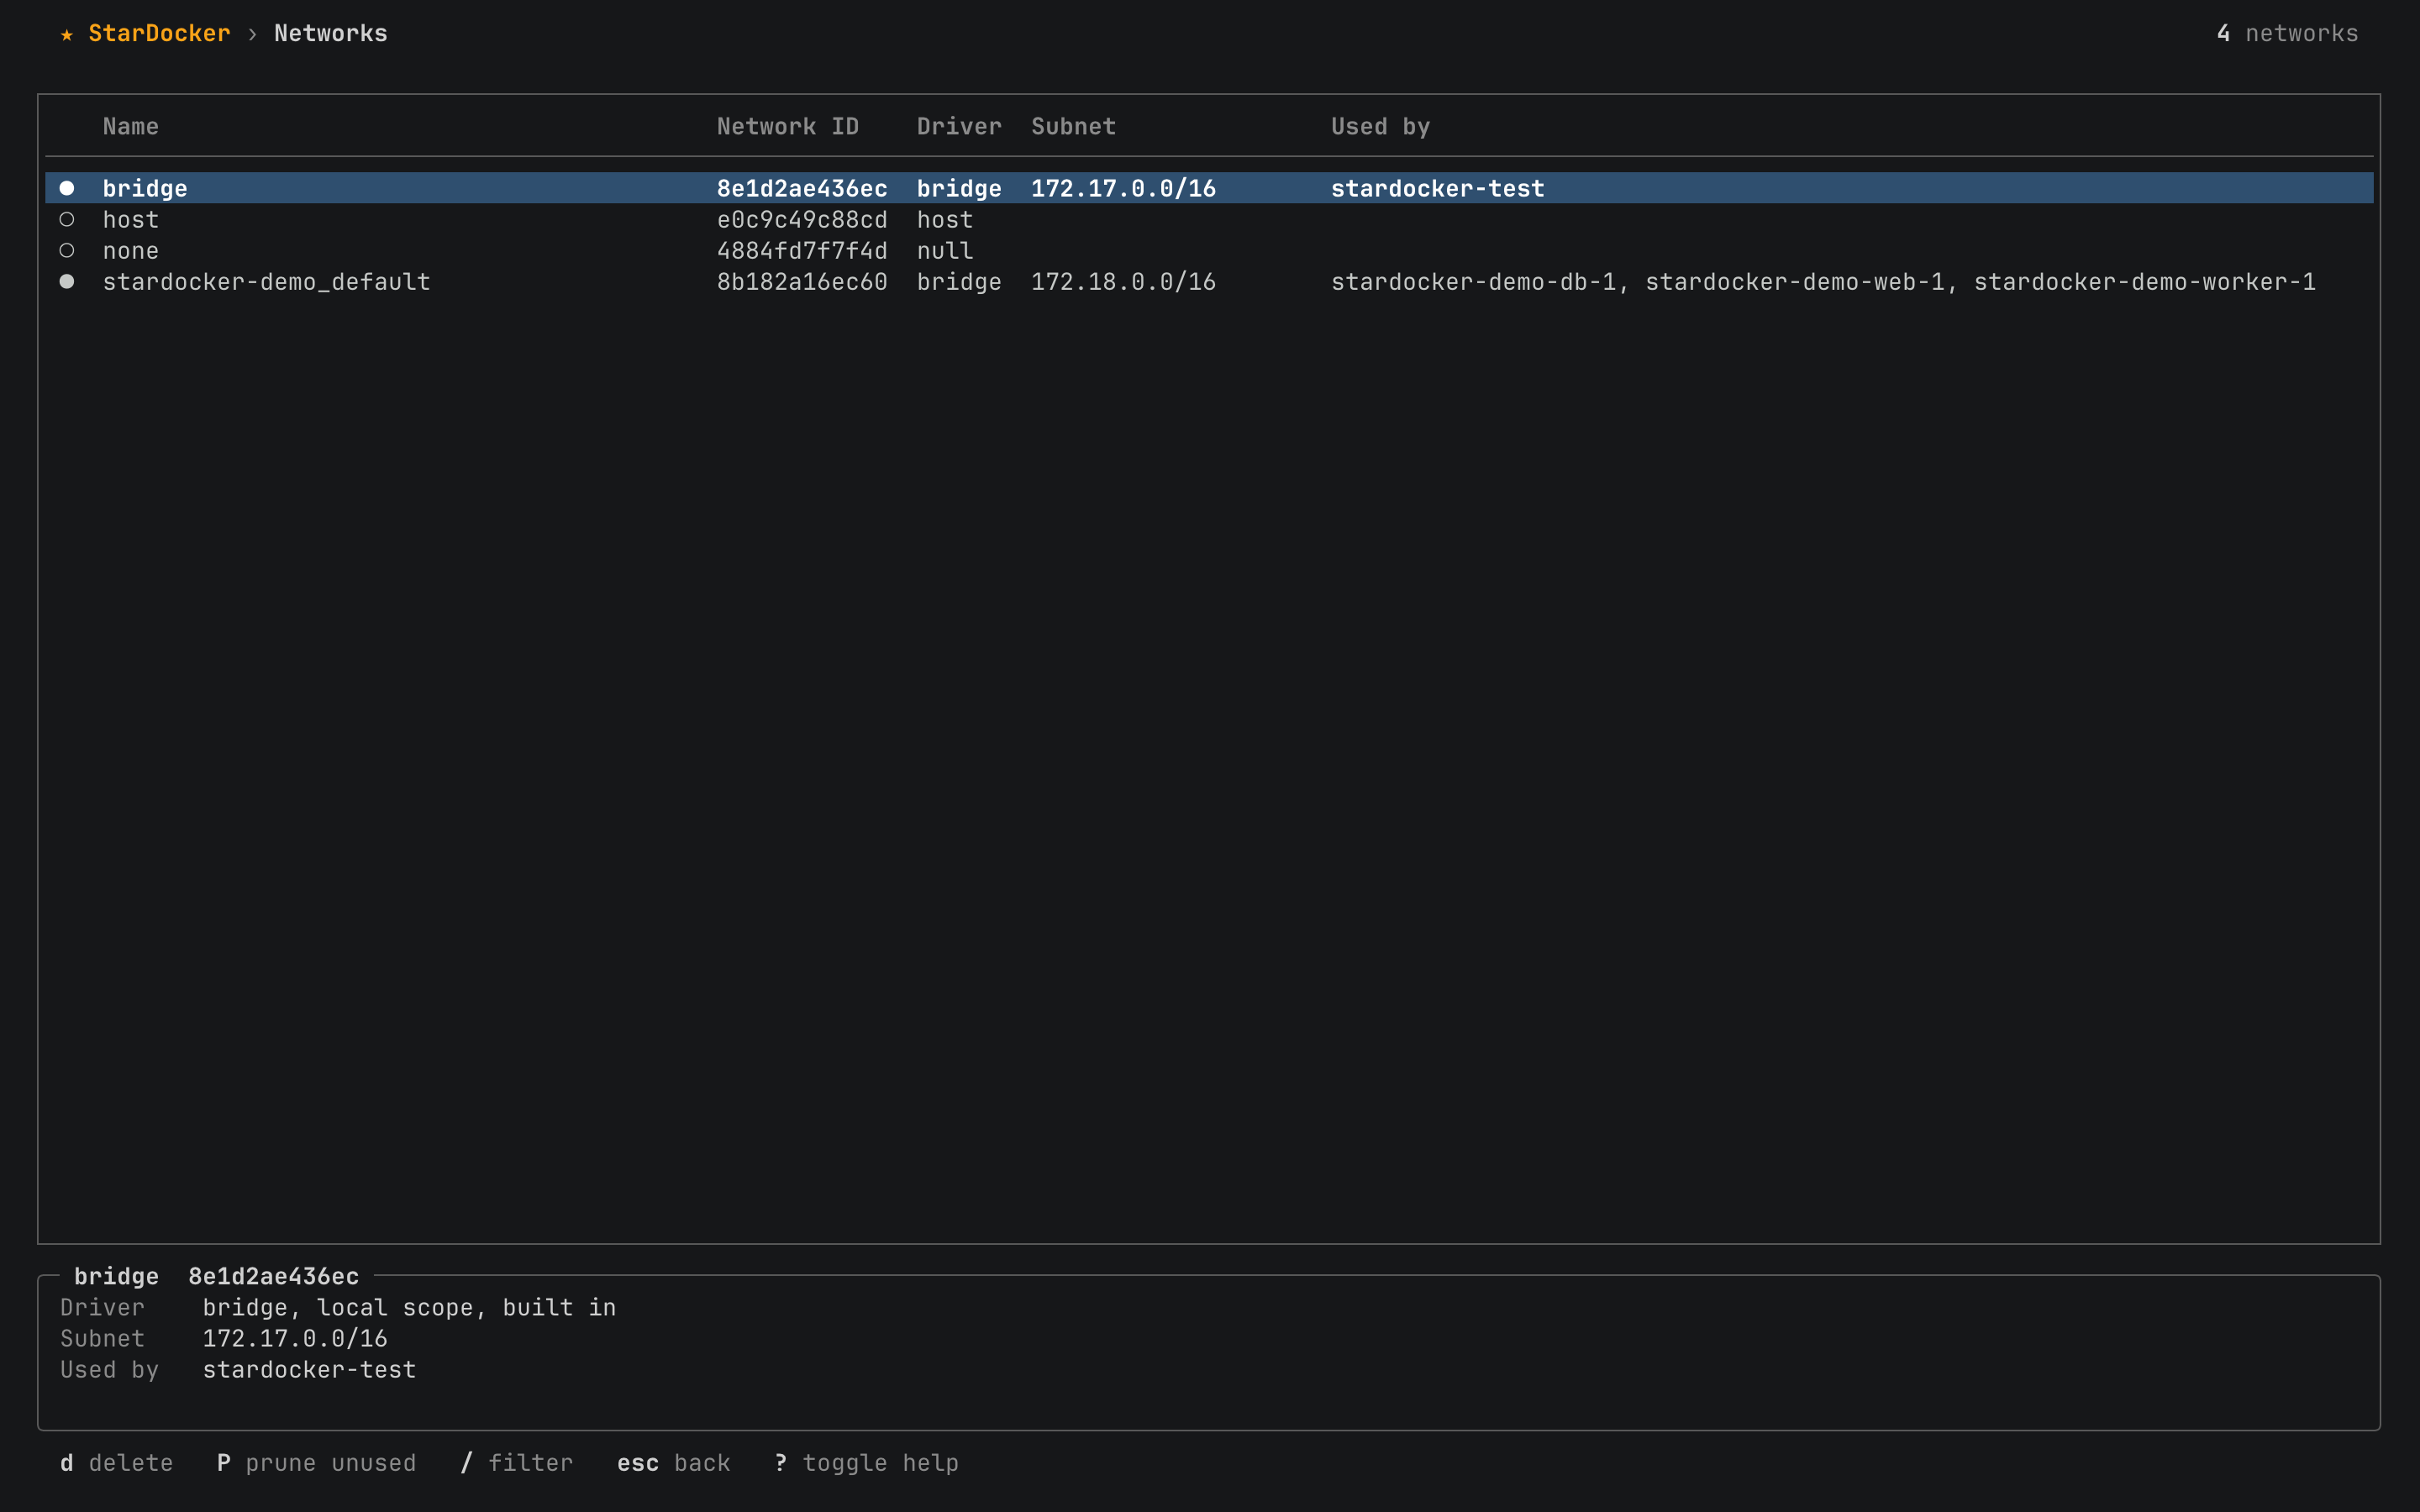 ★ StarDocker › Networks 4 networks
Name Network ID Driver Subnet Used by
● bridge 8e1d2ae436ec bridge 172.17.0.0/16 stardocker-test
○ host e0c9c49c88cd host
○ none 4884fd7f7f4d null
● stardocker-demo_default 8b182a16ec60 bridge 172.18.0.0/16 stardocker-demo-db-1, stardocker-demo-web-1, stardocker-demo-worker-1
bridge 8e1d2ae436ec
Driver bridge, local scope, built in
Subnet 172.17.0.0/16
Used by stardocker-test
d delete P prune unused / filter esc back ? toggle help